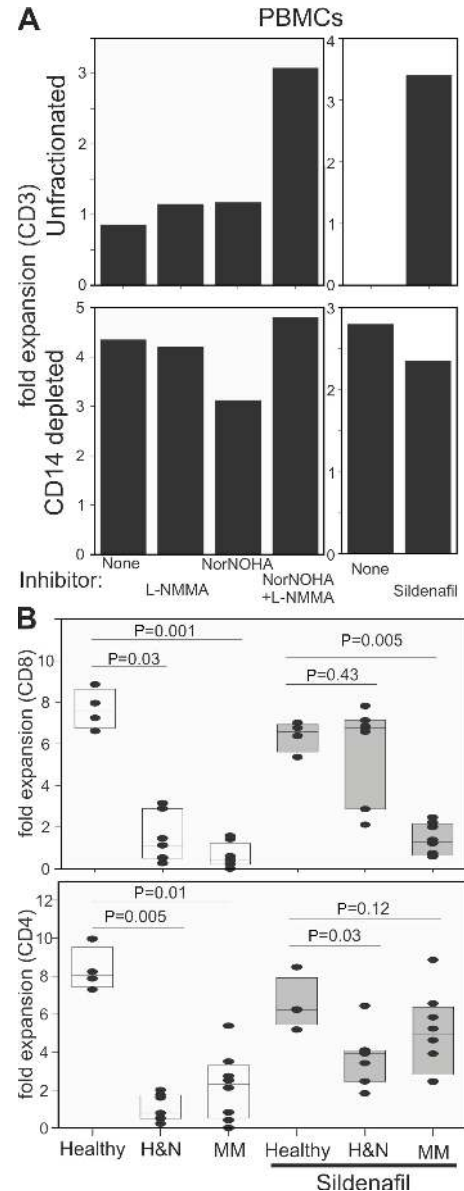 A
PBMCs
fold expansion (CD3)
Unfractionated
CD14 depleted
3
2
1
0
4
3
2
1
0
5
4
3
2
1
0
3
2
1
0
Inhibitor:
None
L-NMMA
NorNOHA
NorNOHA
+L-NMMA
None
Sildenafil
B
fold expansion (CD8)
10
8
6
4
2
0
P=0.001
P=0.03
P=0.005
P=0.43
fold expansion (CD4)
12
10
8
6
4
2
0
P=0.01
P=0.005
P=0.12
P=0.03
Healthy H&N MM Healthy H&N MM
Sildenafil